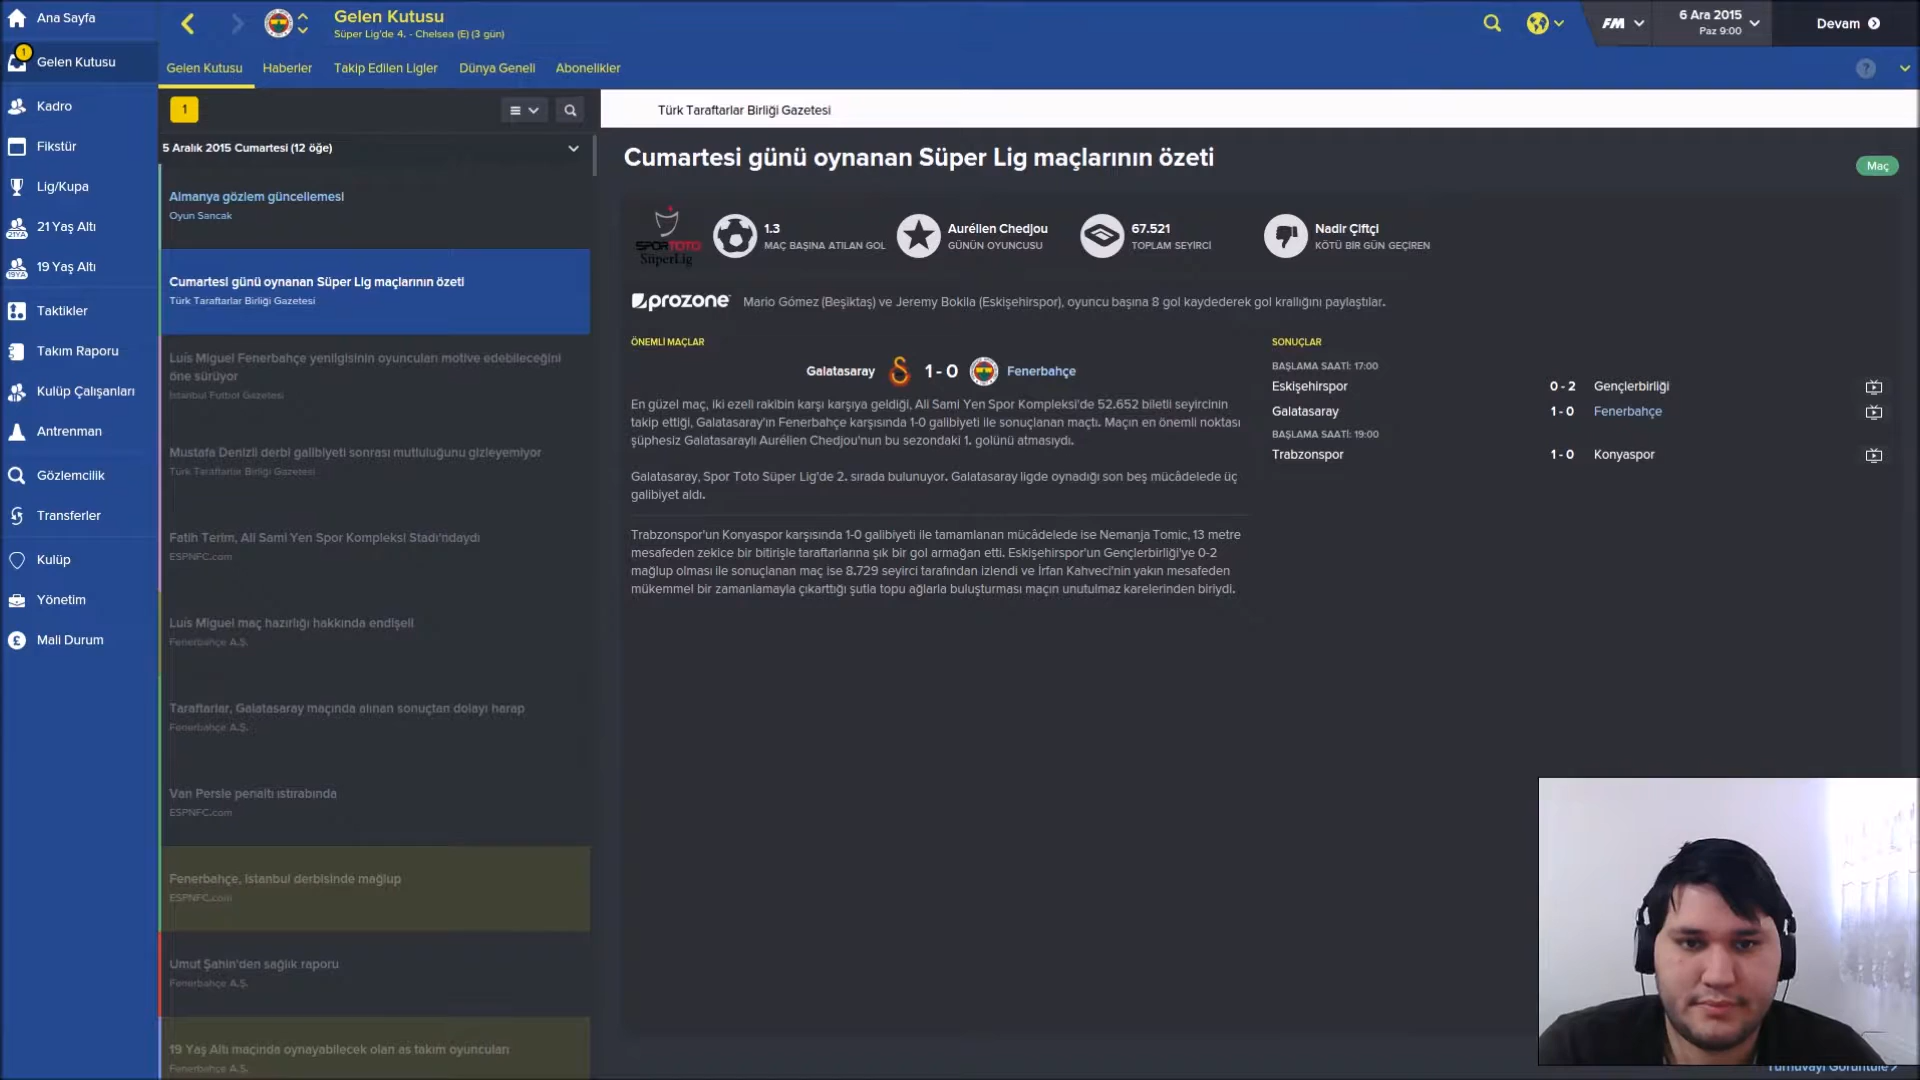 Ana Sayfa
1
Gelen Kutusu
Kadro
Fikstür
Lig/Kupa
21 Yaş Altı
19 Yaş Altı
Taktikler
Takım Raporu
Kulüp Çalışanları
Antrenman
Gözlemcilik
Transferler
Kulüp
Yönetim
Mali Durum
Gelen Kutusu
Süper Lig'de 4. - Chelsea (E) (3 gün)
FM
6 Ara 2015
Paz 9:00
Devam
Gelen Kutusu Haberler Takip Edilen Ligler Dünya Geneli Abonelikler
?
1
5 Aralık 2015 Cumartesi (12 öğe)
Almanya gözlem güncellemesi
Oyun Sancak
Cumartesi günü oynanan Süper Lig maçlarının özeti
Türk Taraftarlar Birliği Gazetesi
Luis Miguel Fenerbahçe yenilgisinin oyuncuları motive edebileceğini
öne sürüyor
İstanbul Futbol Gazetesi
Mustafa Denizli derbi galibiyeti sonrası mutluluğunu gizleyemiyor
Türk Taraftarlar Birliği Gazetesi
Fatih Terim, Ali Sami Yen Spor Kompleksi Stadı'ndaydı
ESPNFC.com
Luis Miguel maç hazırlığı hakkında endişeli
Fenerbahçe A.Ş.
Taraftarlar, Galatasaray maçında alınan sonuçtan dolayı harap
Fenerbahçe A.Ş.
Van Persie penaltı ıstırabında
ESPNFC.com
Fenerbahçe, İstanbul derbisinde mağlup
ESPNFC.com
Umut Şahin'den sağlık raporu
Fenerbahçe A.Ş.
19 Yaş Altı maçında oynayabilecek olan as takım oyuncuları
Fenerbahçe A.Ş.
Türk Taraftarlar Birliği Gazetesi
Cumartesi günü oynanan Süper Lig maçlarının özeti
Maç
SPOR TOTO
SüperLig
1.3
MAÇ BAŞINA ATILAN GOL
Aurélien Chedjou
GÜNÜN OYUNCUSU
67.521
TOPLAM SEYİRCİ
Nadir Çiftçi
KÖTÜ BİR GÜN GEÇİREN
prozone Mario Gómez (Beşiktaş) ve Jeremy Bokila (Eskişehirspor), oyuncu başına 8 gol kaydederek gol krallığını paylaştılar.
ÖNEMLİ MAÇLAR
Galatasaray 1 - 0 Fenerbahçe
En güzel maç, iki ezeli rakibin karşı karşıya geldiği, Ali Sami Yen Spor Kompleksi'de 52.652 biletli seyircinin
takip ettiği, Galatasaray'ın Fenerbahçe karşısında 1-0 galibiyeti ile sonuçlanan maçtı. Maçın en önemli noktası
şüphesiz Galatasaraylı Aurélien Chedjou'nun bu sezondaki 1. golünü atmasıydı.
Galatasaray, Spor Toto Süper Lig'de 2. sırada bulunuyor. Galatasaray ligde oynadığı son beş mücâdelede üç
galibiyet aldı.
Trabzonspor'un Konyaspor karşısında 1-0 galibiyeti ile tamamlanan mücâdelede ise Nemanja Tomic, 13 metre
mesafeden zekice bir bitirişle taraftarlarına şık bir gol armağan etti. Eskişehirspor'un Gençlerbirliği'ye 0-2
mağlup olması ile sonuçlanan maç ise 8.729 seyirci tarafından izlendi ve İrfan Kahveci'nin yakın mesafeden
mükemmel bir zamanlamayla çıkarttığı şutla topu ağlarla buluşturması maçın unutulmaz karelerinden biriydi.
SONUÇLAR
BAŞLAMA SAATİ: 17:00
Eskişehirspor 0 - 2 Gençlerbirliği
Galatasaray 1 - 0 Fenerbahçe
BAŞLAMA SAATİ: 19:00
Trabzonspor 1 - 0 Konyaspor
Turnuvayı Görüntüle